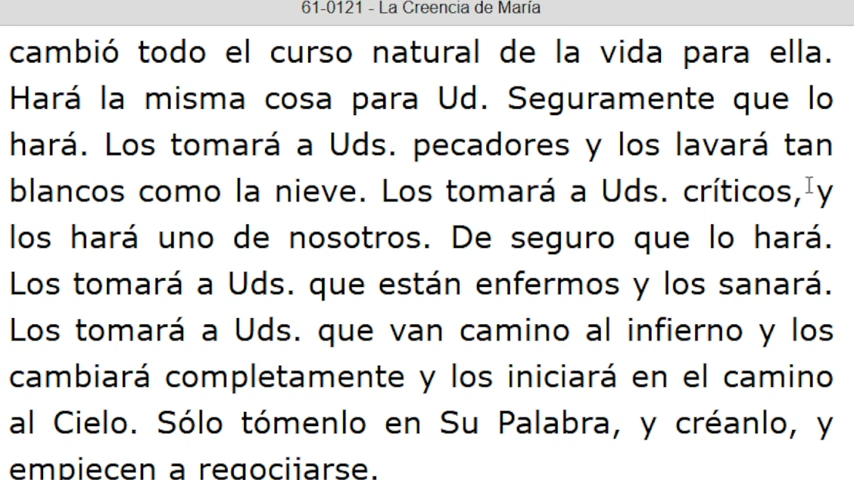 61-0121 - La Creencia de María
cambió todo el curso natural de la vida para ella.
Hará la misma cosa para Ud. Seguramente que lo
hará. Los tomará a Uds. pecadores y los lavará tan
blancos como la nieve. Los tomará a Uds. críticos, y
los hará uno de nosotros. De seguro que lo hará.
Los tomará a Uds. que están enfermos y los sanará.
Los tomará a Uds. que van camino al infierno y los
cambiará completamente y los iniciará en el camino
al Cielo. Sólo tómenlo en Su Palabra, y créanlo, y
empiecen a regocijarse.